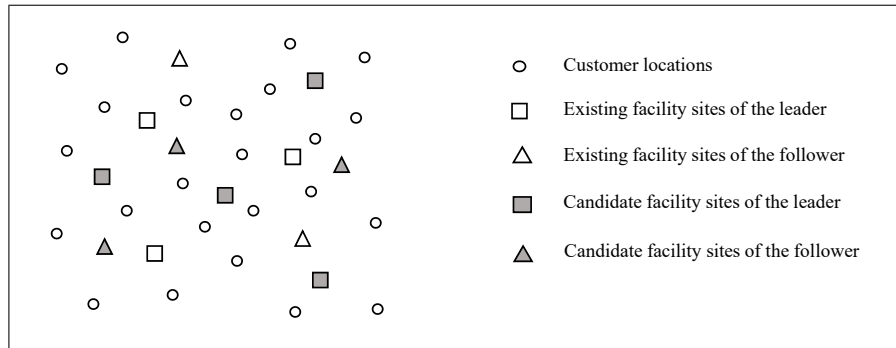 Customer locations
Existing facility sites of the leader
Existing facility sites of the follower
Candidate facility sites of the leader
Candidate facility sites of the follower